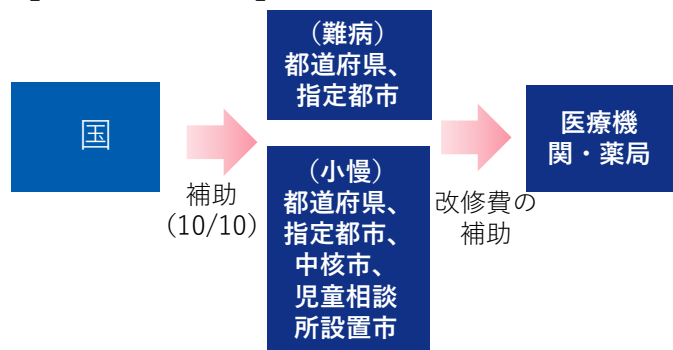 国
補助
(10/10)
（難病）
都道府県、
指定都市
（小慢）
都道府県、
指定都市、
中核市、
児童相談
所設置市
改修費の
補助
医療機
関・薬局